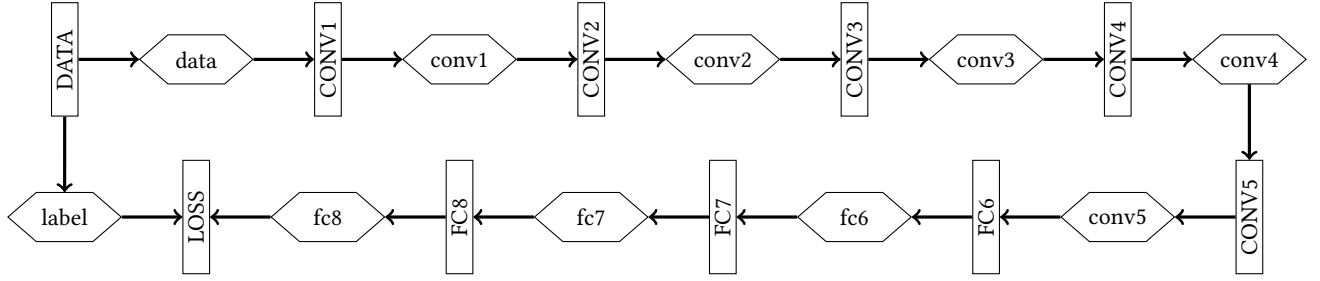 DATA
data
CONV1
conv1
CONV2
conv2
CONV3
conv3
CONV4
conv4
label
LOSS
fc8
FC8
fc7
FC7
fc6
FC6
conv5
CONV5